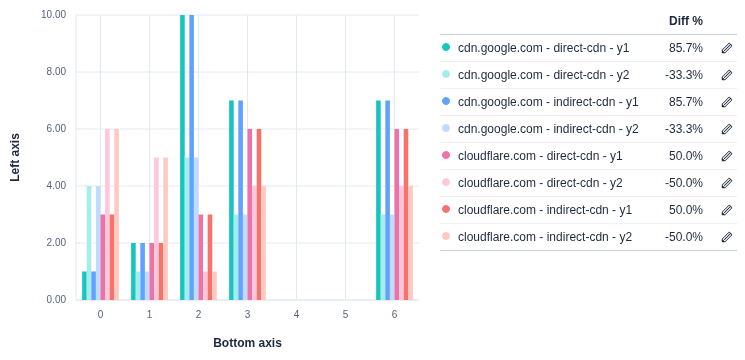 10.00
8.00
6.00
4.00
2.00
0.00
Left axis
0 1 2 3 4 5 6
Bottom axis
Diff %
cdn.google.com - direct-cdn - y1 85.7%
cdn.google.com - direct-cdn - y2 -33.3%
cdn.google.com - indirect-cdn - y1 85.7%
cdn.google.com - indirect-cdn - y2 -33.3%
cloudflare.com - direct-cdn - y1 50.0%
cloudflare.com - direct-cdn - y2 -50.0%
cloudflare.com - indirect-cdn - y1 50.0%
cloudflare.com - indirect-cdn - y2 -50.0%